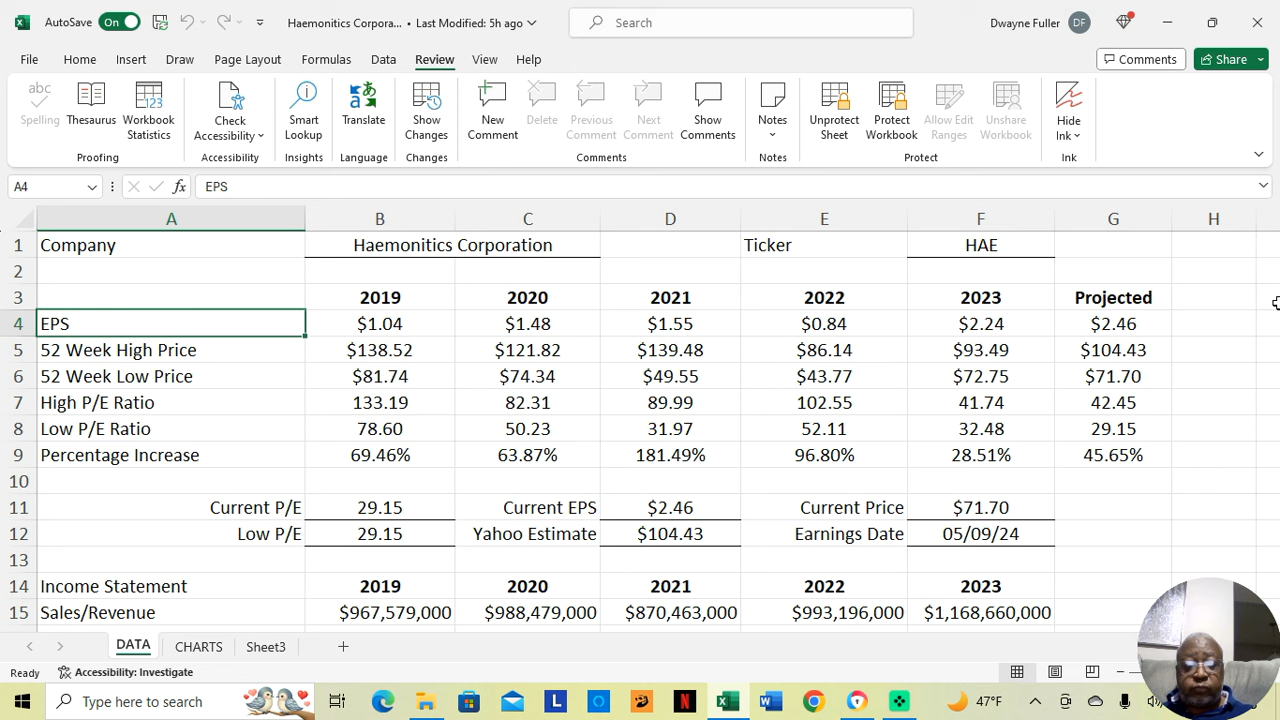 AutoSave On Haemonitics Corpora... • Last Modified: 5h ago Search Dwayne Fuller DF
File Home Insert Draw Page Layout Formulas Data Review View Help Comments Share
abc Spelling Thesaurus 123 Workbook Statistics Check Accessibility Smart Lookup Translate Show Changes New Comment Delete Previous Comment Next Comment Show Comments Notes Unprotect Sheet Protect Workbook Allow Edit Ranges Unshare Workbook Hide Ink
Proofing Accessibility Insights Language Changes Comments Notes Protect Ink
A4 fx EPS
A B C D E F G H
1 Company Haemonitics Corporation Ticker HAE
2
3 2019 2020 2021 2022 2023 Projected
4 EPS $1.04 $1.48 $1.55 $0.84 $2.24 $2.46
5 52 Week High Price $138.52 $121.82 $139.48 $86.14 $93.49 $104.43
6 52 Week Low Price $81.74 $74.34 $49.55 $43.77 $72.75 $71.70
7 High P/E Ratio 133.19 82.31 89.99 102.55 41.74 42.45
8 Low P/E Ratio 78.60 50.23 31.97 52.11 32.48 29.15
9 Percentage Increase 69.46% 63.87% 181.49% 96.80% 28.51% 45.65%
10
11 Current P/E 29.15 Current EPS $2.46 Current Price $71.70
12 Low P/E 29.15 Yahoo Estimate $104.43 Earnings Date 05/09/24
13
14 Income Statement 2019 2020 2021 2022 2023
15 Sales/Revenue $967,579,000 $988,479,000 $870,463,000 $993,196,000 $1,168,660,000
DATA CHARTS Sheet3
Ready Accessibility: Investigate
Type here to search L N W 47°F